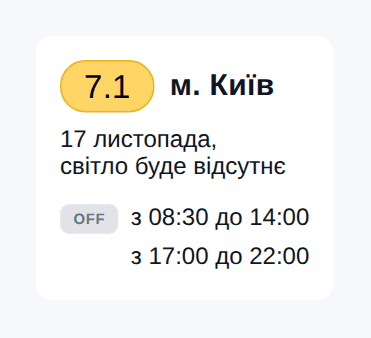 7.1 м. Київ
17 листопада,
світло буде відсутнє
OFF з 08:30 до 14:00
з 17:00 до 22:00